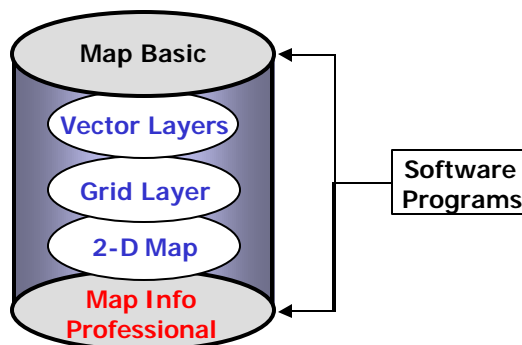 Map Basic
Vector Layers
Grid Layer
2-D Map
Map Info
Professional
Software
Programs